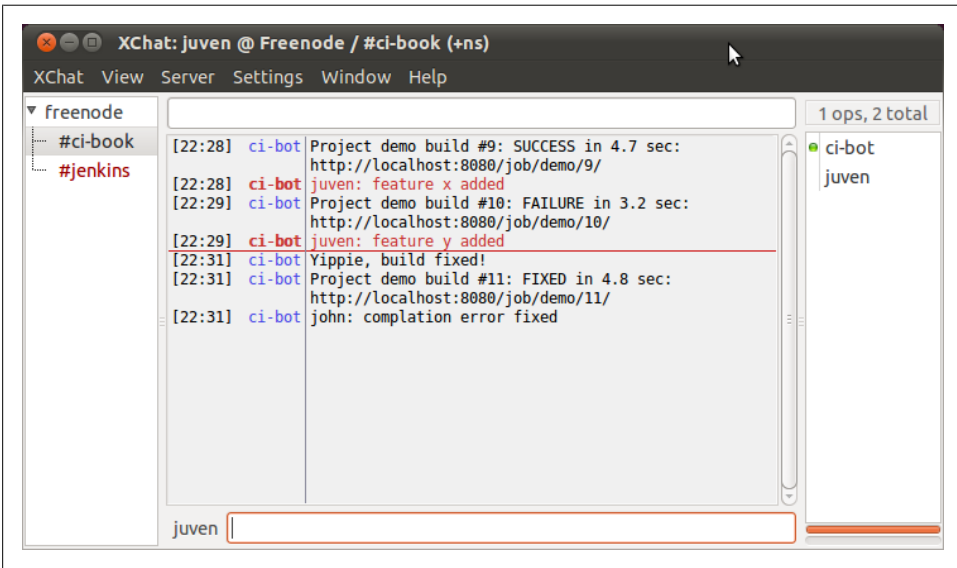 XChat: juven @ Freenode / #ci-book (+ns)
XChat View Server Settings Window Help
freenode
#ci-book
#jenkins
1 ops, 2 total
ci-bot
juven
[22:28] ci-bot Project demo build #9: SUCCESS in 4.7 sec:
http://localhost:8080/job/demo/9/
[22:28] ci-bot juven: feature x added
[22:29] ci-bot Project demo build #10: FAILURE in 3.2 sec:
http://localhost:8080/job/demo/10/
[22:29] ci-bot juven: feature y added
[22:31] ci-bot Yippie, build fixed!
[22:31] ci-bot Project demo build #11: FIXED in 4.8 sec:
http://localhost:8080/job/demo/11/
[22:31] ci-bot john: complation error fixed
juven